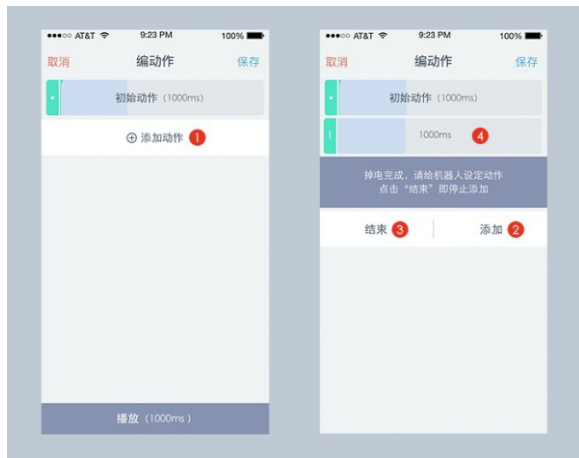 AT&T 9:23 PM 100%
取消 编动作 保存
初始动作（1000ms）
添加动作 1
播放（1000ms）
AT&T 9:23 PM 100%
取消 编动作 保存
初始动作（1000ms）
1 1000ms 4
掉电完成，请给机器人设定动作
点击“结束”即停止添加
结束 3 添加 2